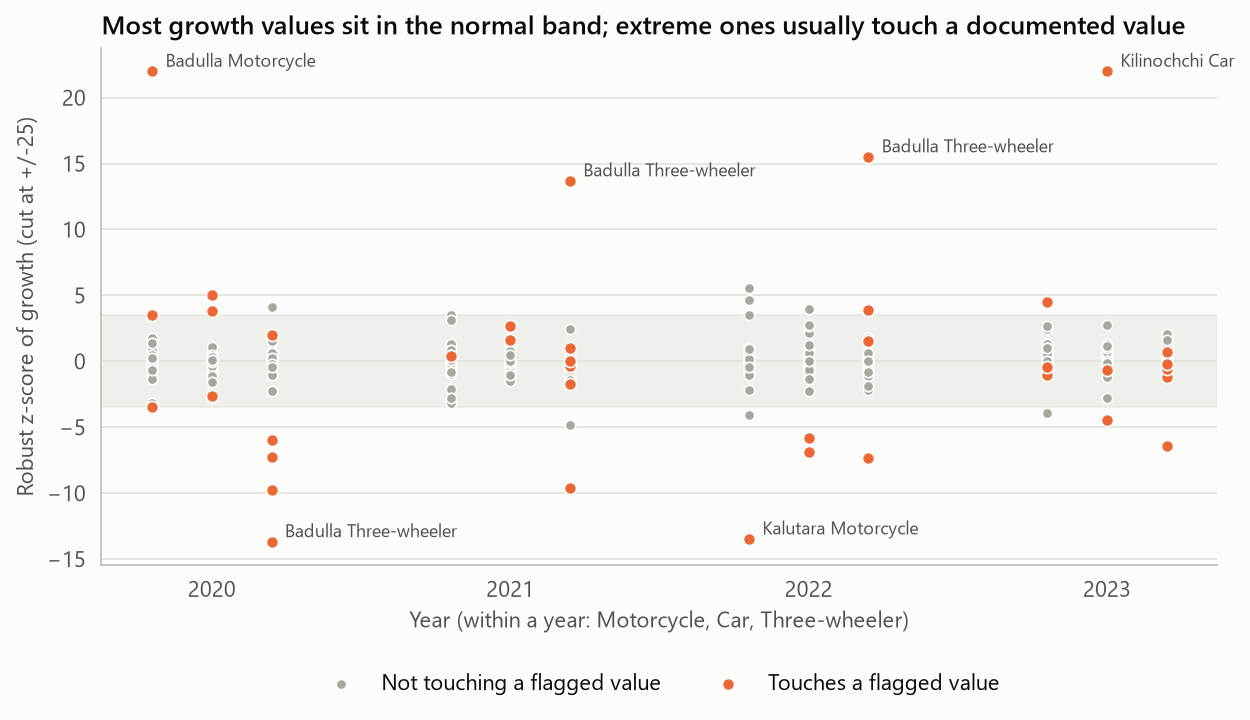 Most growth values sit in the normal band; extreme ones usually touch a documented value
Badulla Motorcycle
Kilinochchi Car
Badulla Three-wheeler
Badulla Three-wheeler
Badulla Three-wheeler
Kalutara Motorcycle
Robust z-score of growth (cut at +/-25)
20
15
10
5
0
−5
−10
−15
2020 2021 2022 2023
Year (within a year: Motorcycle, Car, Three-wheeler)
Not touching a flagged value Touches a flagged value